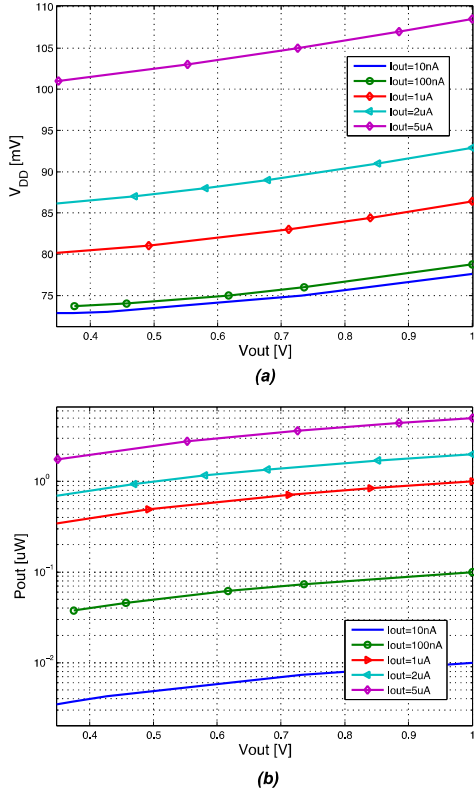 110
105
100
95
90
85
80
75
V_DD [mV]
Iout=10nA
Iout=100nA
Iout=1uA
Iout=2uA
Iout=5uA
0.4 0.5 0.6 0.7 0.8 0.9 1
Vout [V]
(a)
10^0
10^−1
10^−2
Pout [uW]
Iout=10nA
Iout=100nA
Iout=1uA
Iout=2uA
Iout=5uA
0.4 0.5 0.6 0.7 0.8 0.9 1
Vout [V]
(b)